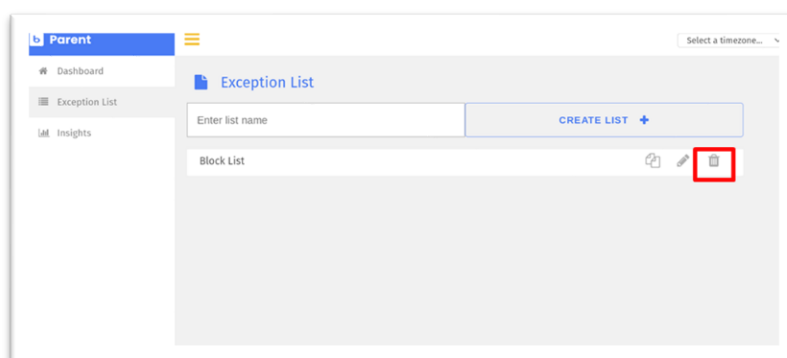 b Parent
Select a timezone...
Dashboard
Exception List
Insights
Exception List
Enter list name
CREATE LIST +
Block List